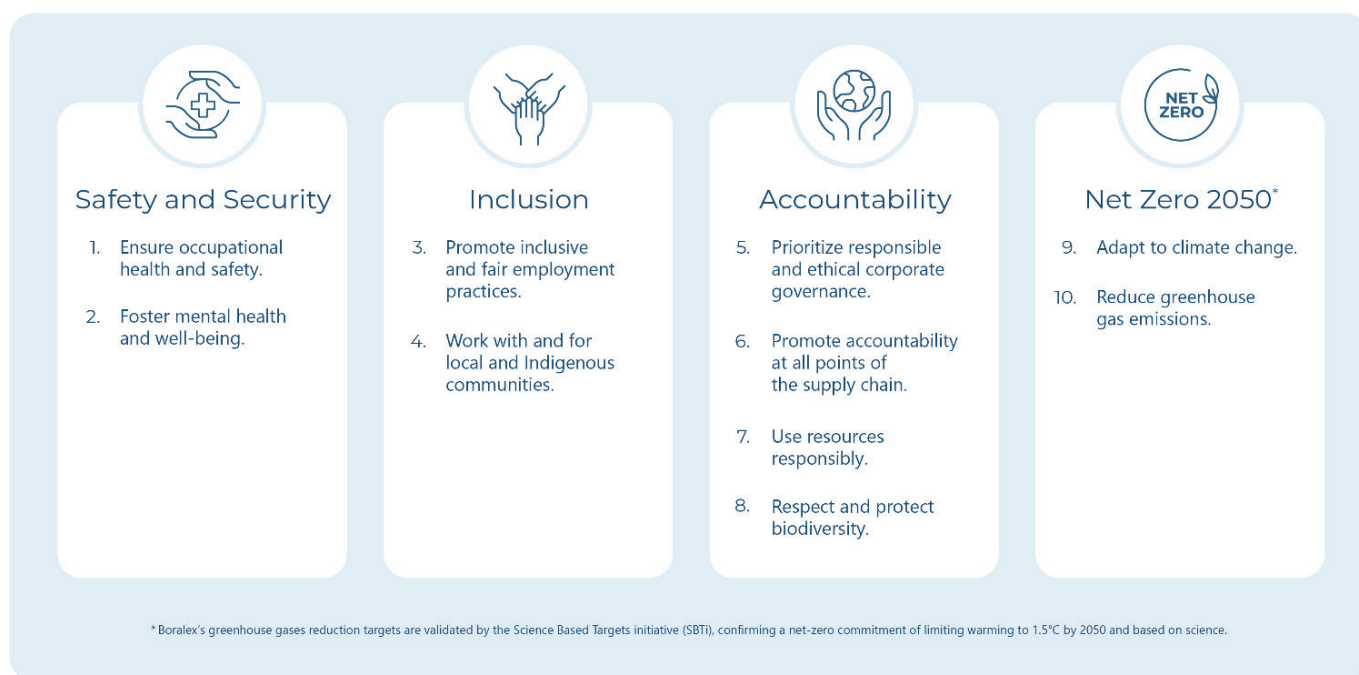 Safety and Security
1. Ensure occupational
health and safety.
2. Foster mental health
and well-being.
Inclusion
3. Promote inclusive
and fair employment
practices.
4. Work with and for
local and Indigenous
communities.
Accountability
5. Prioritize responsible
and ethical corporate
governance.
6. Promote accountability
at all points of
the supply chain.
7. Use resources
responsibly.
8. Respect and protect
biodiversity.
NET
ZERO
Net Zero 2050*
9. Adapt to climate change.
10. Reduce greenhouse
gas emissions.
* Boralex’s greenhouse gases reduction targets are validated by the Science Based Targets initiative (SBTi), confirming a net-zero commitment of limiting warming to 1.5°C by 2050 and based on science.